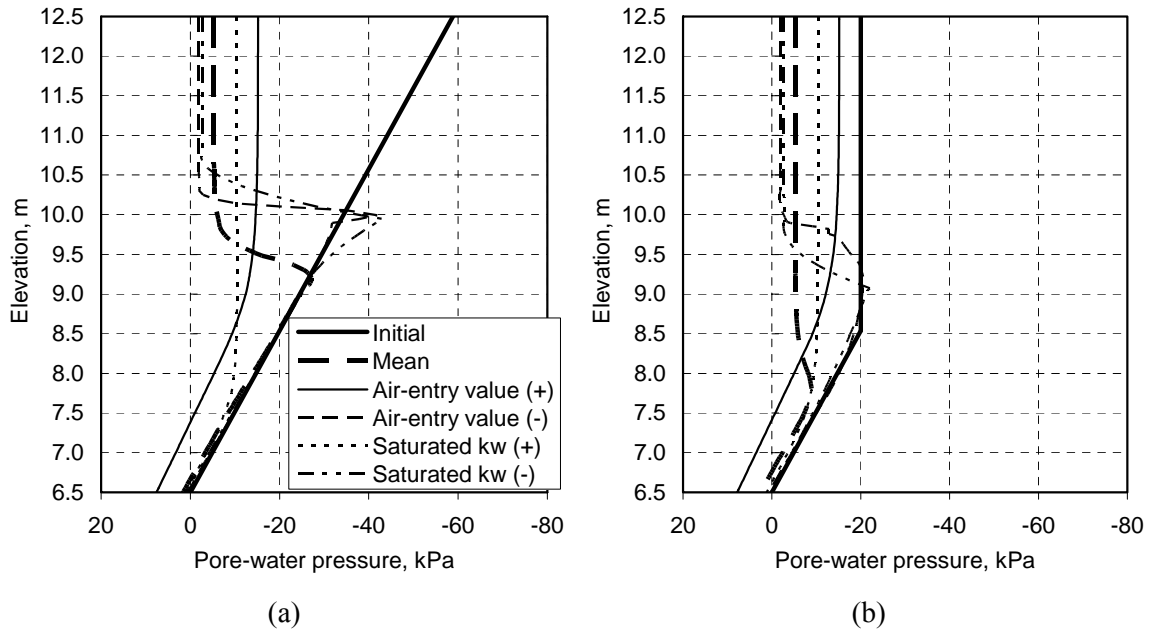 12.5
12.0
11.5
11.0
10.5
10.0
9.5
9.0
8.5
8.0
7.5
7.0
6.5
Elevation, m
20 0 -20 -40 -60 -80
Pore-water pressure, kPa
Initial
Mean
Air-entry value (+)
Air-entry value (-)
Saturated kw (+)
Saturated kw (-)
(a)
12.5
12.0
11.5
11.0
10.5
10.0
9.5
9.0
8.5
8.0
7.5
7.0
6.5
Elevation, m
20 0 -20 -40 -60 -80
Pore-water pressure, kPa
(b)